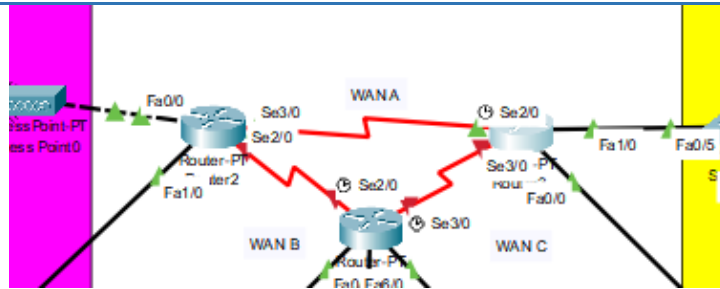 WAN A
Fa0/0
Se3/0
Se2/0
Se2/0
ess Point-PT
ess Point0
Router-PT
Fa1/0
Fa0/5
Se3/0
Fa1/0
Se2/0
Fa0/0
Se3/0
WAN B
WAN C
Router-PT
Fa6/0